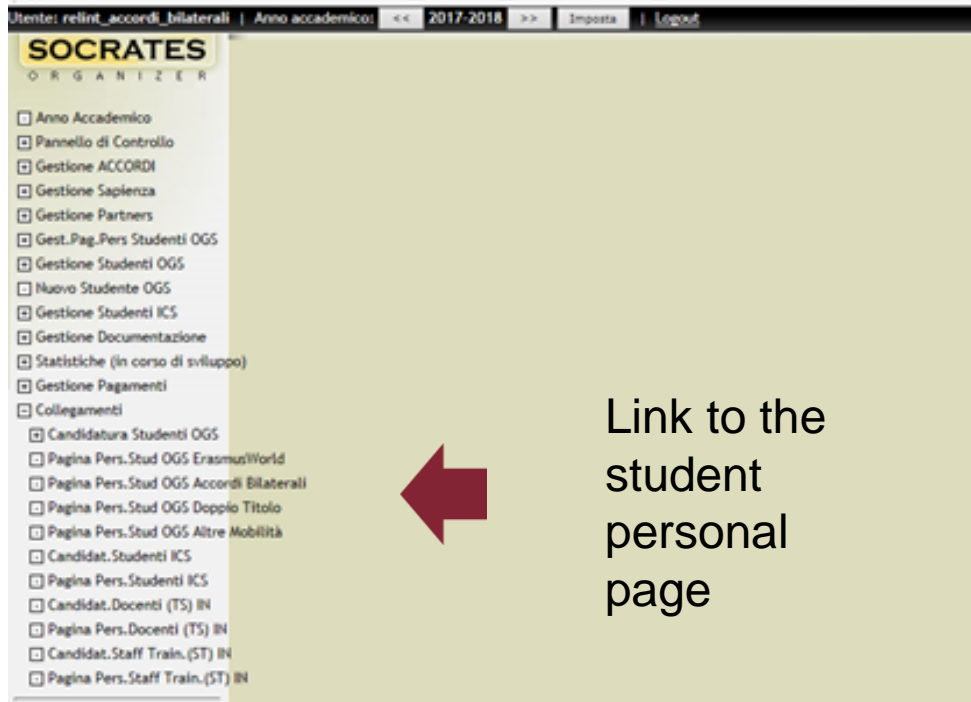 Utente: relint_accordi_bilaterali | Anno accademico: << 2017-2018 >> Imposta | Logout
SOCRATES
ORGANIZER
Anno Accademico
Pannello di Controllo
Gestione ACCORDI
Gestione Sapienza
Gestione Partners
Gest.Pag.Pers Studenti OGS
Gestione Studenti OGS
Nuovo Studente OGS
Gestione Studenti ICS
Gestione Documentazione
Statistiche (in corso di sviluppo)
Gestione Pagamenti
Collegamenti
Candidatura Studenti OGS
Pagina Pers.Stud OGS ErasmusWorld
Pagina Pers.Stud OGS Accordi Bilaterali
Pagina Pers.Stud OGS Doppio Titolo
Pagina Pers.Stud OGS Altre Mobilità
Candidat.Studenti ICS
Pagina Pers.Studenti ICS
Candidat.Docenti (TS) IN
Pagina Pers.Docenti (TS) IN
Candidat.Staff Train.(ST) IN
Pagina Pers.Staff Train.(ST) IN
Link to the
student
personal
page